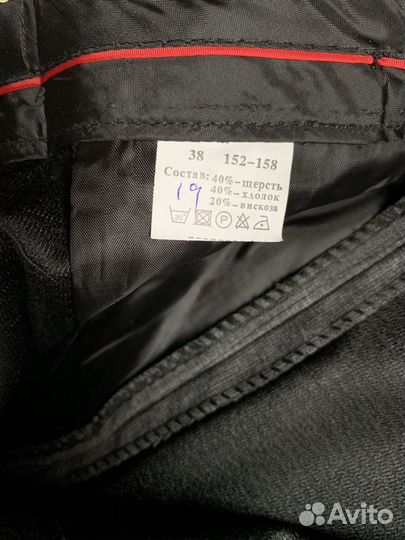 38 152-158
Состав: 40%-шерсть
40%-хлопок
20%-вискоза
19
30 P
Avito